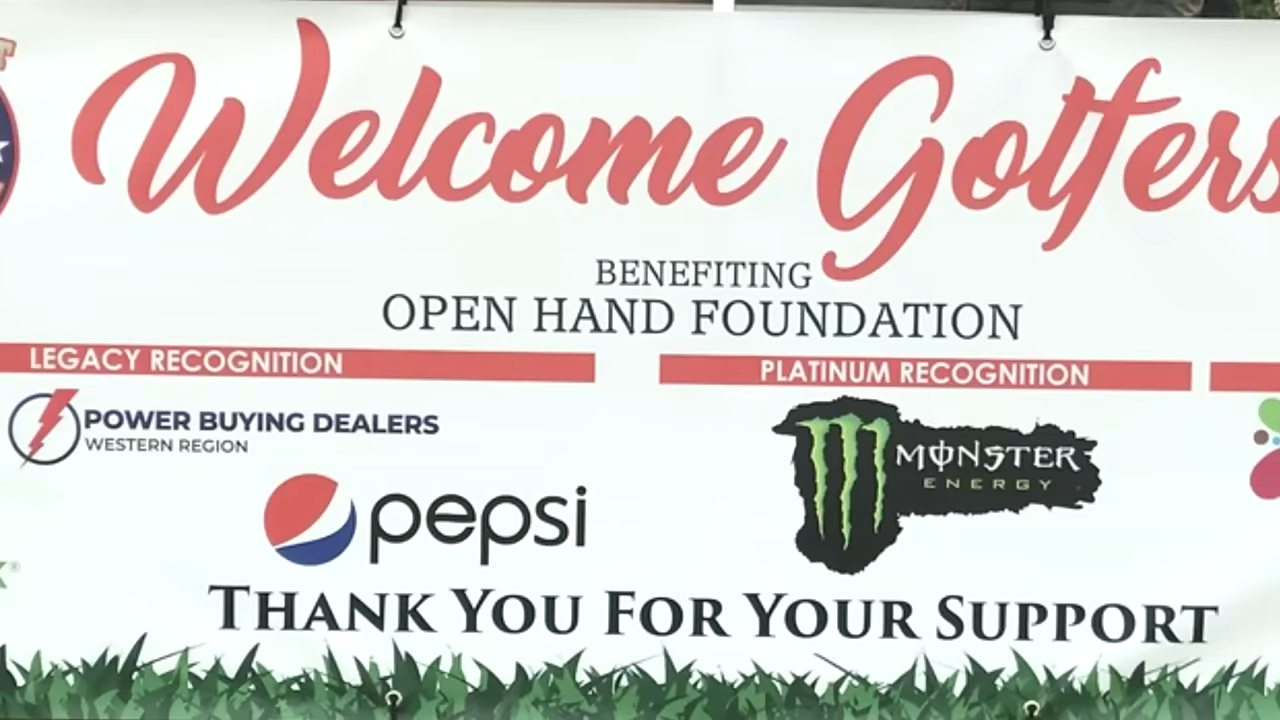 Welcome Golfers
BENEFITING
OPEN HAND FOUNDATION
LEGACY RECOGNITION
PLATINUM RECOGNITION
POWER BUYING DEALERS
WESTERN REGION
MONSTER
ENERGY
pepsi
THANK YOU FOR YOUR SUPPORT